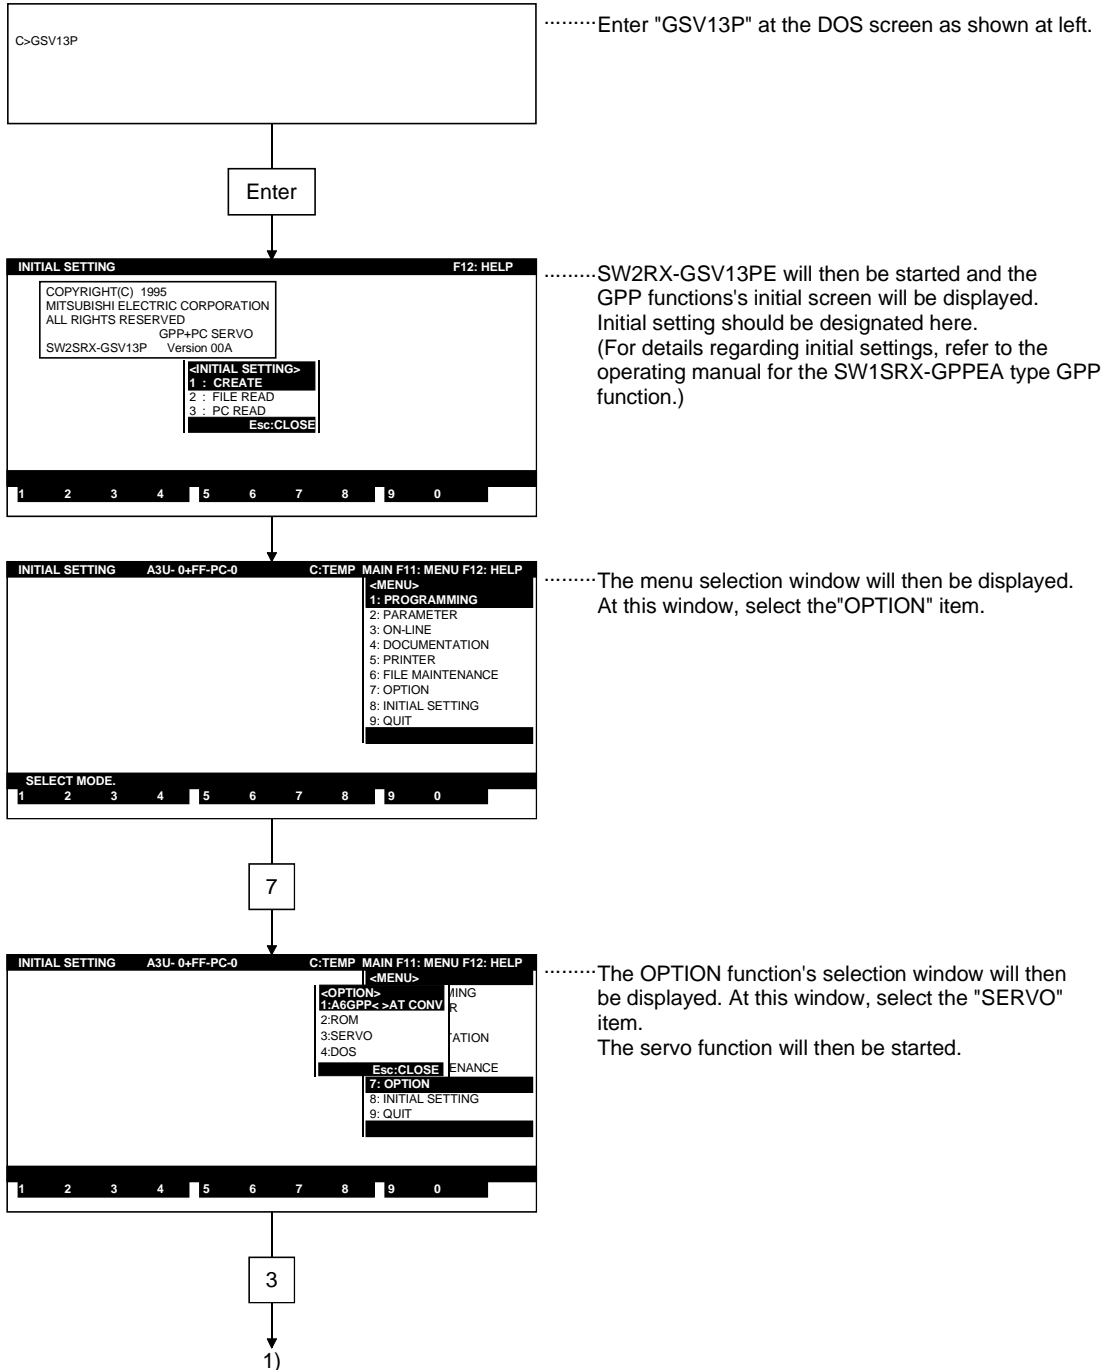 C>GSV13P
·········Enter "GSV13P" at the DOS screen as shown at left.
Enter
INITIAL SETTING F12: HELP
COPYRIGHT(C) 1995
MITSUBISHI ELECTRIC CORPORATION
ALL RIGHTS RESERVED
GPP+PC SERVO
SW2SRX-GSV13P Version 00A
<INITIAL SETTING>
1 : CREATE
2 : FILE READ
3 : PC READ
Esc:CLOSE
1 2 3 4 5 6 7 8 9 0
·········SW2RX-GSV13PE will then be started and the
GPP functions's initial screen will be displayed.
Initial setting should be designated here.
(For details regarding initial settings, refer to the
operating manual for the SW1SRX-GPPEA type GPP
function.)
INITIAL SETTING A3U- 0+FF-PC-0 C:TEMP MAIN F11: MENU F12: HELP
<MENU>
1: PROGRAMMING
2: PARAMETER
3: ON-LINE
4: DOCUMENTATION
5: PRINTER
6: FILE MAINTENANCE
7: OPTION
8: INITIAL SETTING
9: QUIT
SELECT MODE.
1 2 3 4 5 6 7 8 9 0
·········The menu selection window will then be displayed.
At this window, select the"OPTION" item.
7
INITIAL SETTING A3U- 0+FF-PC-0 C:TEMP MAIN F11: MENU F12: HELP
<MENU>
<OPTION> MING
1:A6GPP< >AT CONV R
2:ROM
3:SERVO TATION
4:DOS
Esc:CLOSE ENANCE
7: OPTION
8: INITIAL SETTING
9: QUIT
1 2 3 4 5 6 7 8 9 0
·········The OPTION function's selection window will then
be displayed. At this window, select the "SERVO"
item.
The servo function will then be started.
3
1)